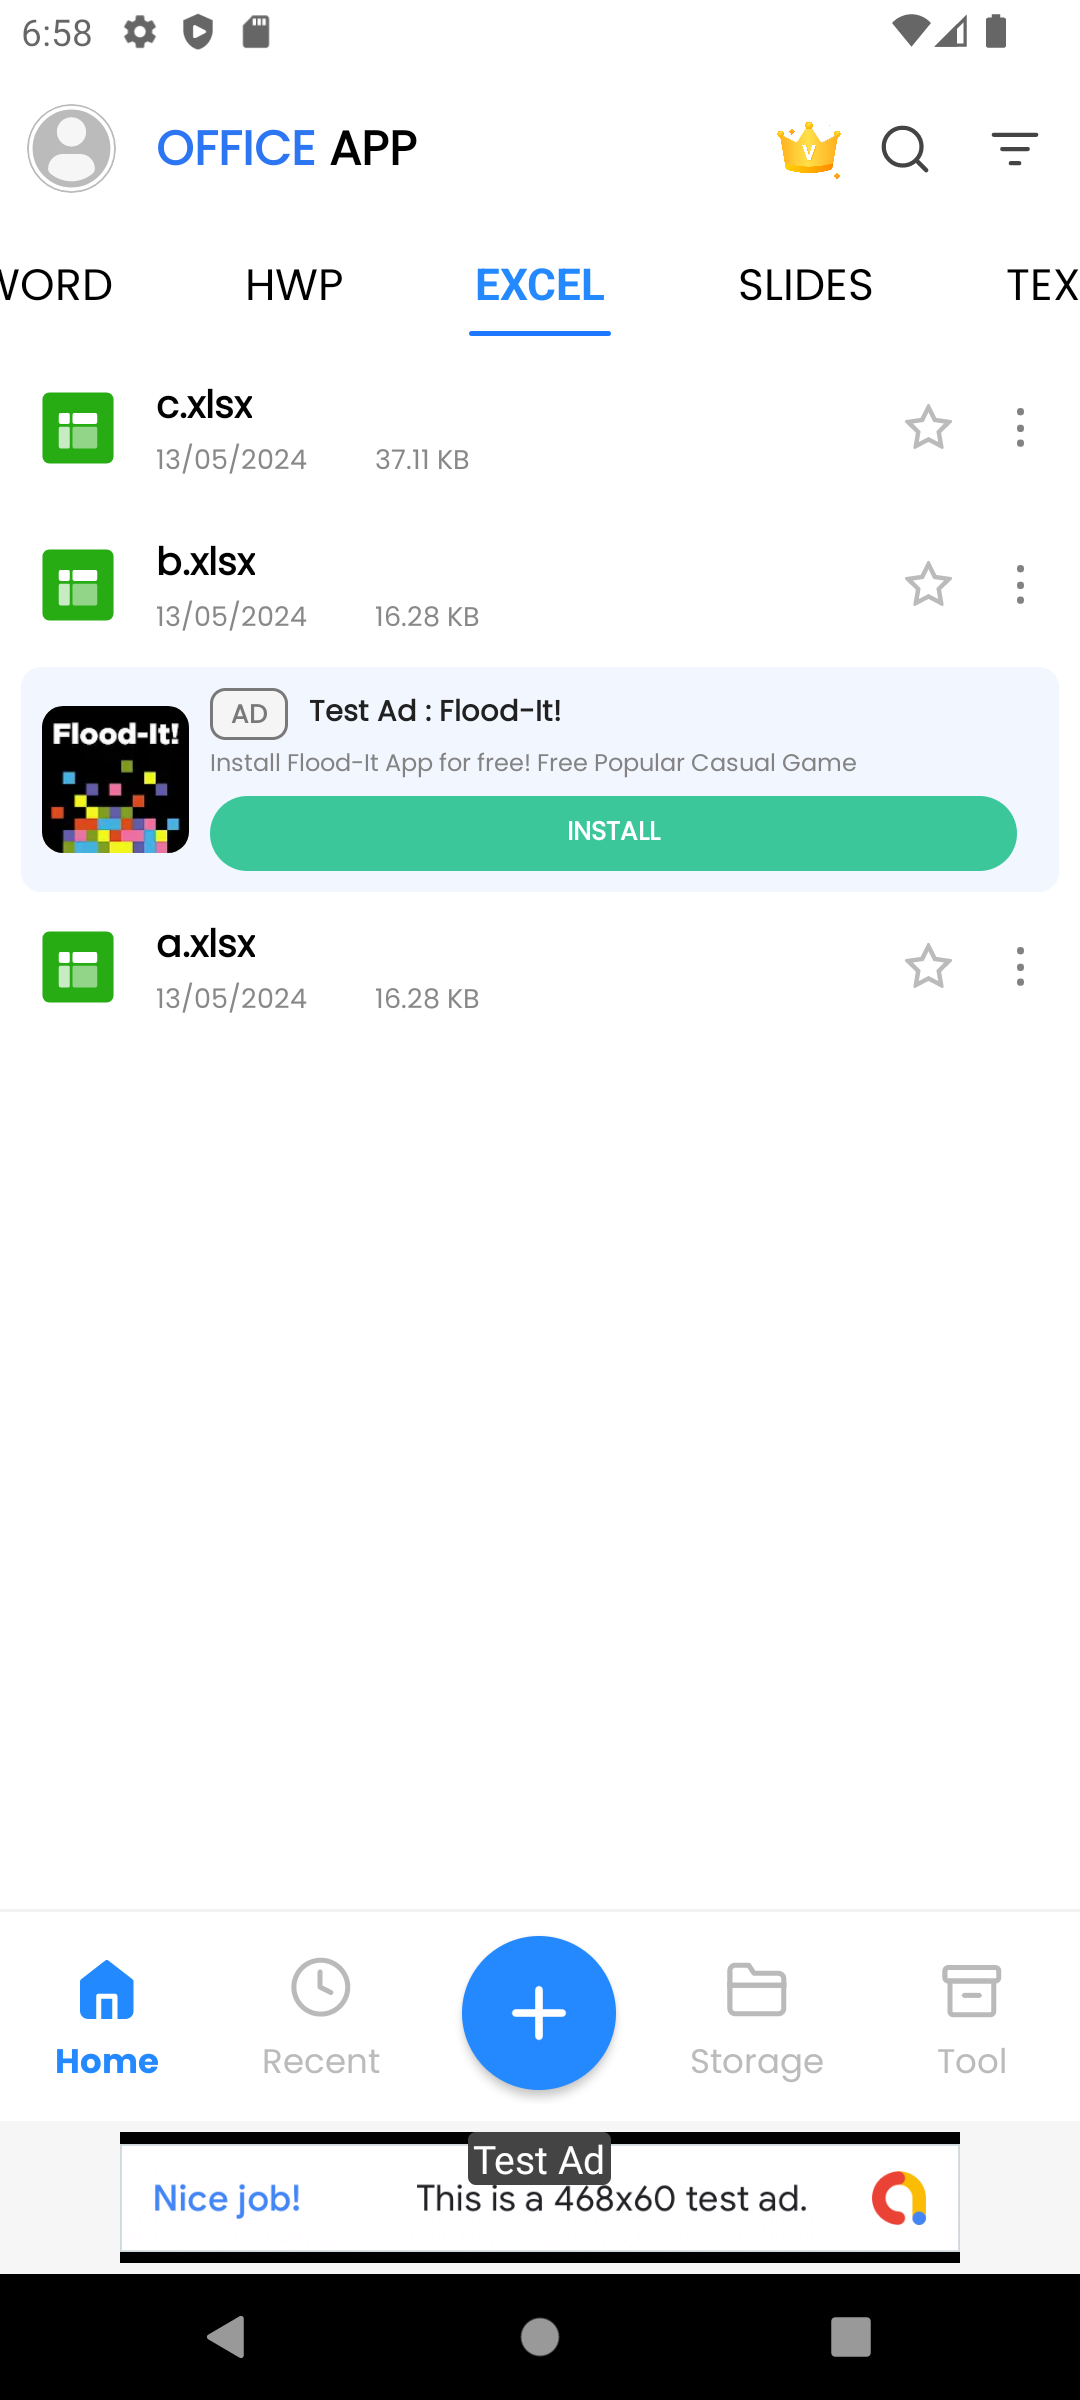 6:58
OFFICE APP
V
WORD HWP EXCEL SLIDES TEX
c.xlsx
13/05/2024 37.11 KB
b.xlsx
13/05/2024 16.28 KB
Flood-It!
AD Test Ad : Flood-It!
Install Flood-It App for free! Free Popular Casual Game
INSTALL
a.xlsx
13/05/2024 16.28 KB
Home Recent Storage Tool
Test Ad
Nice job! This is a 468x60 test ad.